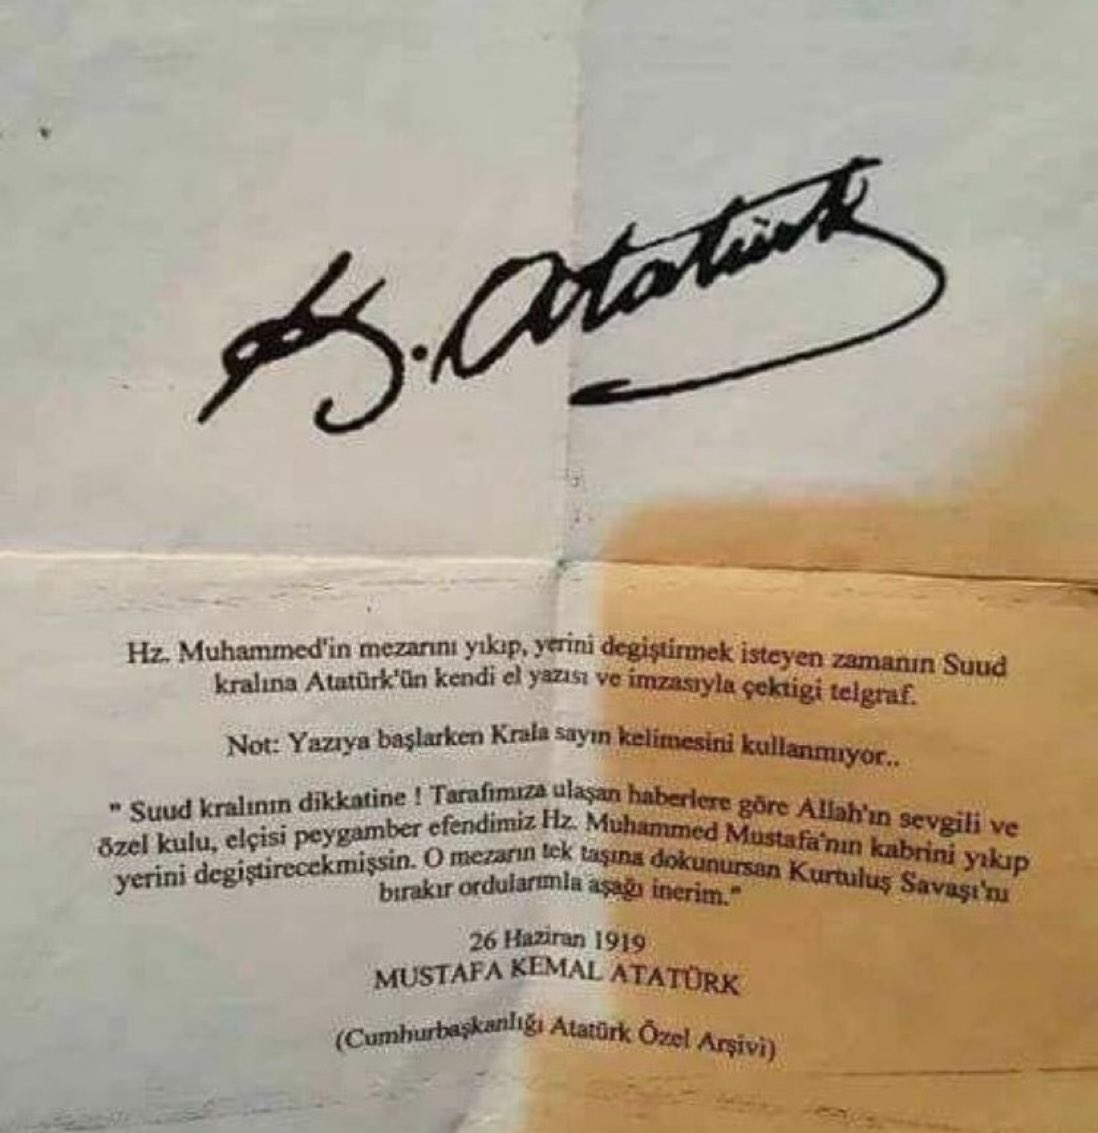 K. Atatürk
Hz. Muhammed'in mezarını yıkıp, yerini degiştirmek isteyen zamanın Suud
kralına Atatürk'ün kendi el yazısı ve imzasıyla çektigi telgraf.
Not: Yazıya başlarken Krala sayın kelimesini kullanmıyor..
" Suud kralının dikkatine ! Tarafımıza ulaşan haberlere göre Allah'ın sevgili ve
özel kulu, elçisi peygamber efendimiz Hz. Muhammed Mustafa'nın kabrini yıkıp
yerini degiştirecekmişsin. O mezarın tek taşına dokunursan Kurtuluş Savaşı'nı
bırakır ordularımla aşağı inerim."
26 Haziran 1919
MUSTAFA KEMAL ATATÜRK
(Cumhurbaşkanlığı Atatürk Özel Arşivi)